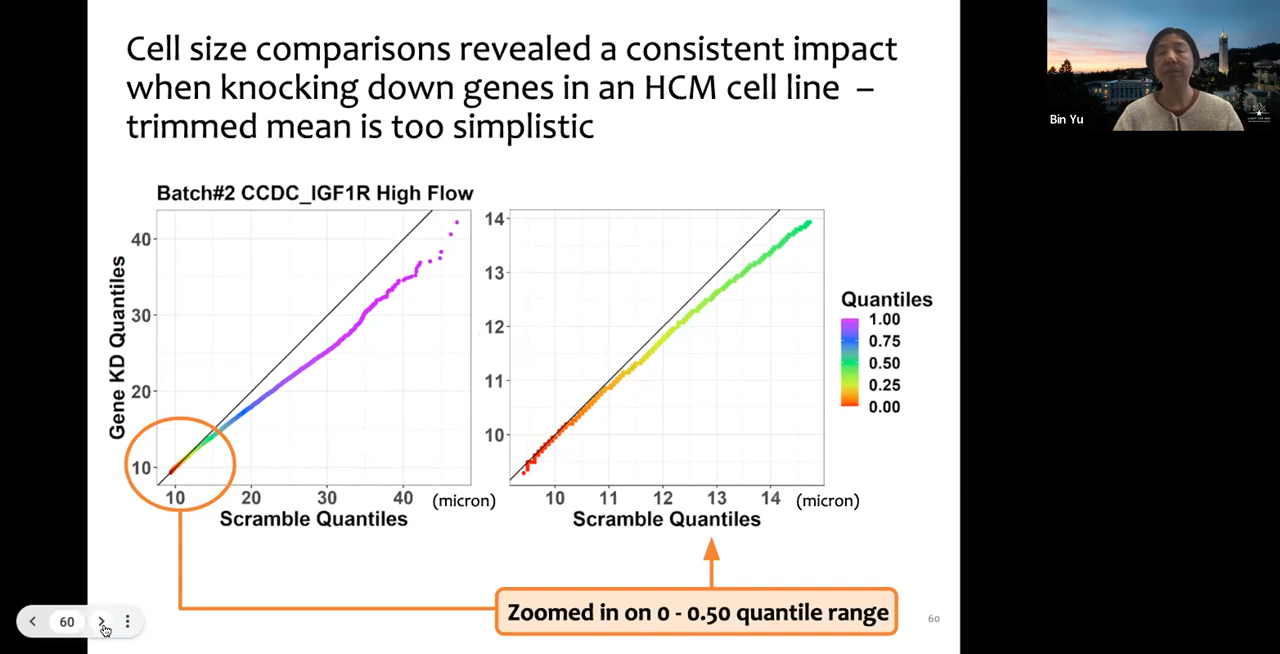 Cell size comparisons revealed a consistent impact
when knocking down genes in an HCM cell line –
trimmed mean is too simplistic
Bin Yu
Batch#2 CCDC_IGF1R High Flow
Gene KD Quantiles
40
30
20
10
10 20 30 40 (micron)
Scramble Quantiles
14
13
12
11
10
10 11 12 13 14 (micron)
Scramble Quantiles
Quantiles
1.00
0.75
0.50
0.25
0.00
Zoomed in on 0 - 0.50 quantile range
60
60